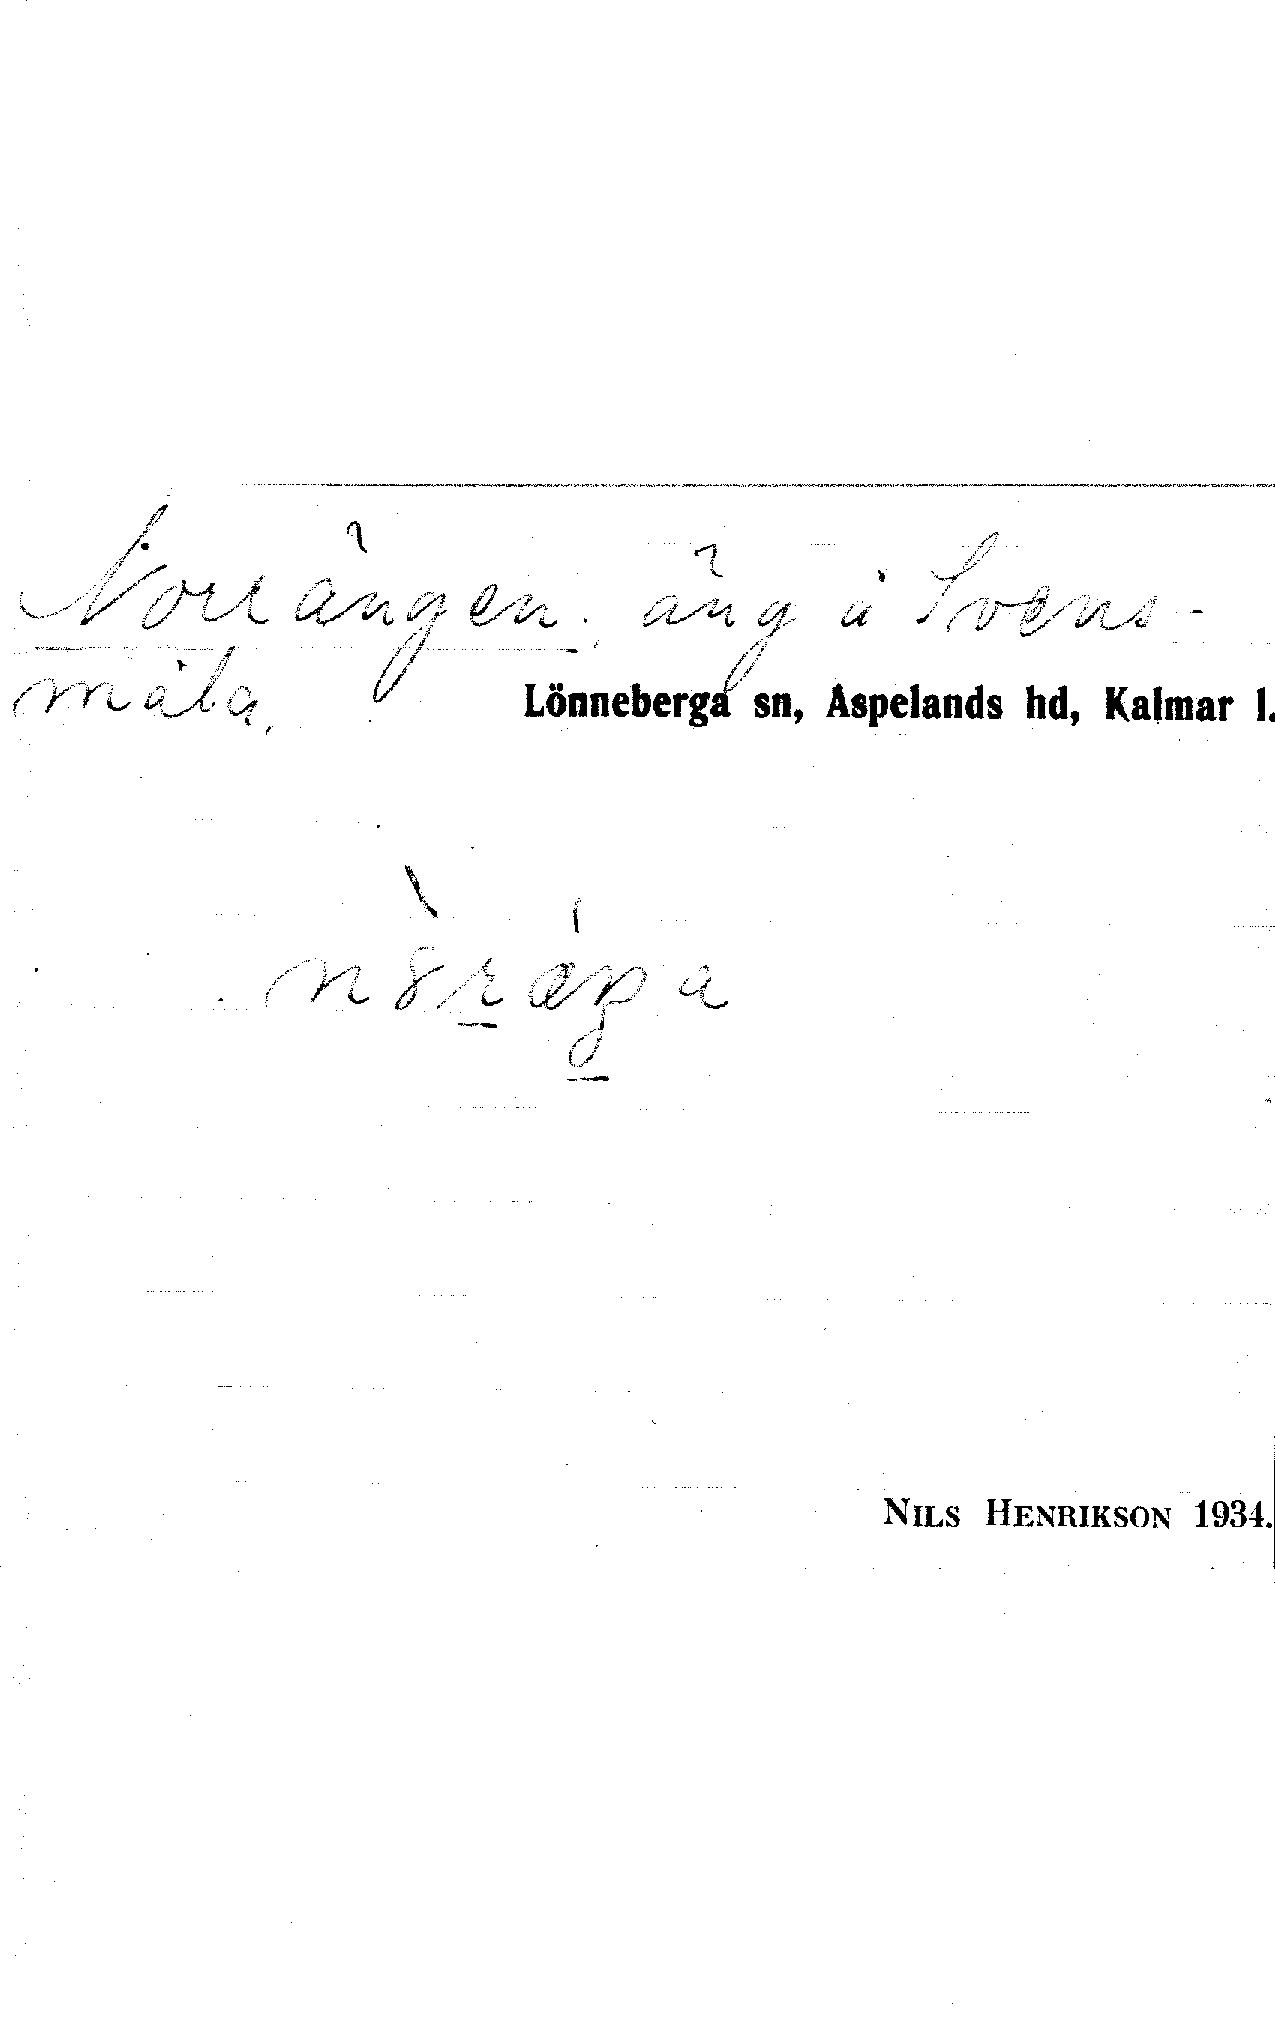 Norrängen, äng i Svens-
måla.
Lönneberga sn, Aspelands hd, Kalmar l.
NILS HENRIKSON 1934.